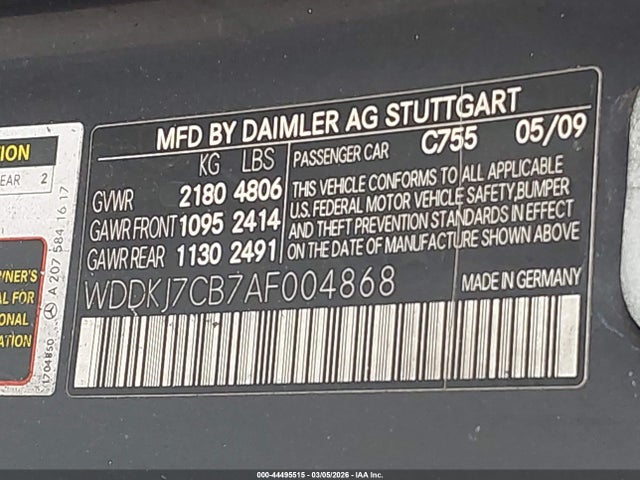 MFD BY DAIMLER AG STUTTGART
KG LBS
GVWR 2180 4806
GAWR FRONT 1095 2414
GAWR REAR 1130 2491
PASSENGER CAR C755 05/09
THIS VEHICLE CONFORMS TO ALL APPLICABLE
U.S. FEDERAL MOTOR VEHICLE SAFETY, BUMPER
AND THEFT PREVENTION STANDARDS IN EFFECT
ON THE DATE OF MANUFACTURE SHOWN ABOVE
WDDKJ7CB7AF004868
MADE IN GERMANY
EAR 2
A 207 584 16 17
000-44495515 - 03/05/2026 - IAA Inc.